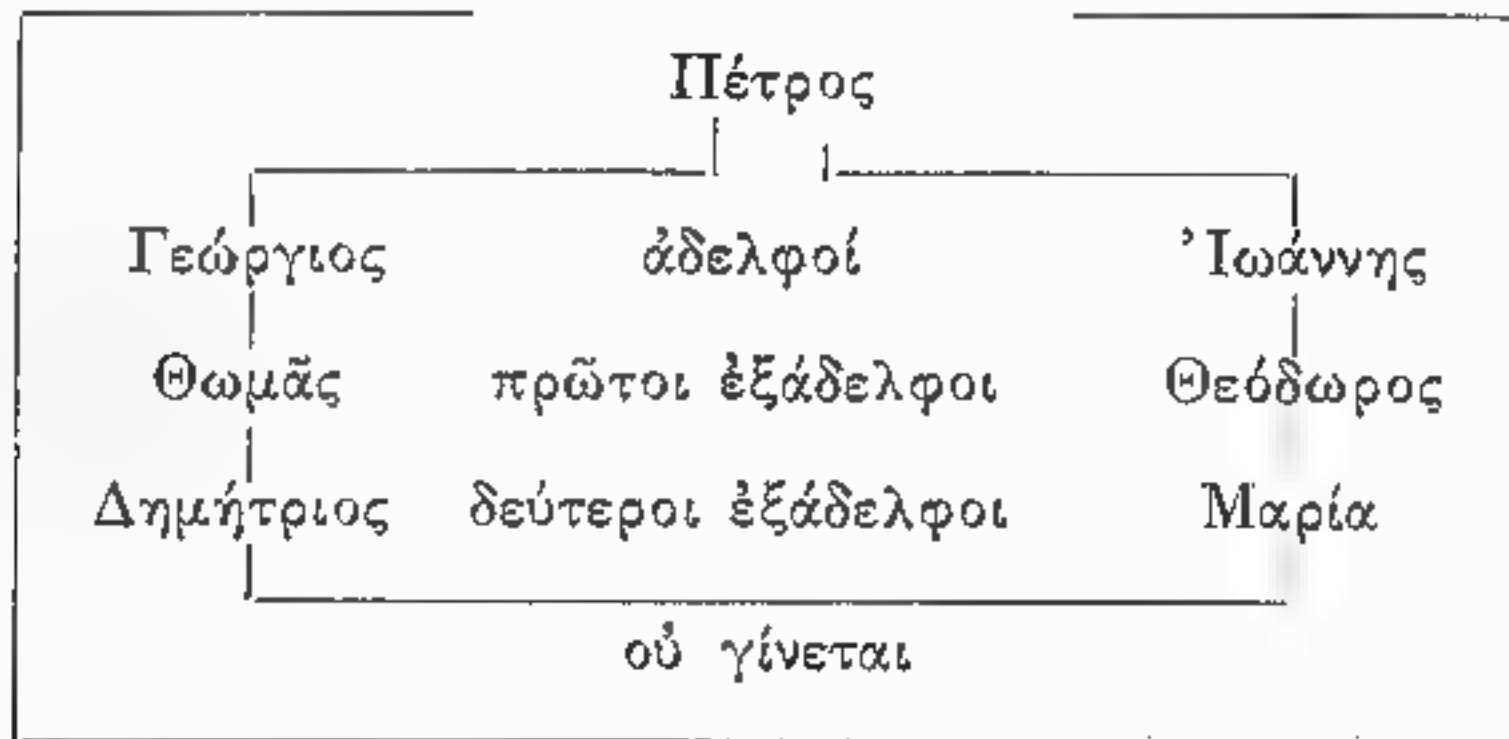 Πέτρος
Γεώργιος ἀδελφοί Ἰωάννης
Θωμᾶς πρῶτοι ἐξάδελφοι Θεόδωρος
Δημήτριος δεύτεροι ἐξάδελφοι Μαρία
οὐ γίνεται